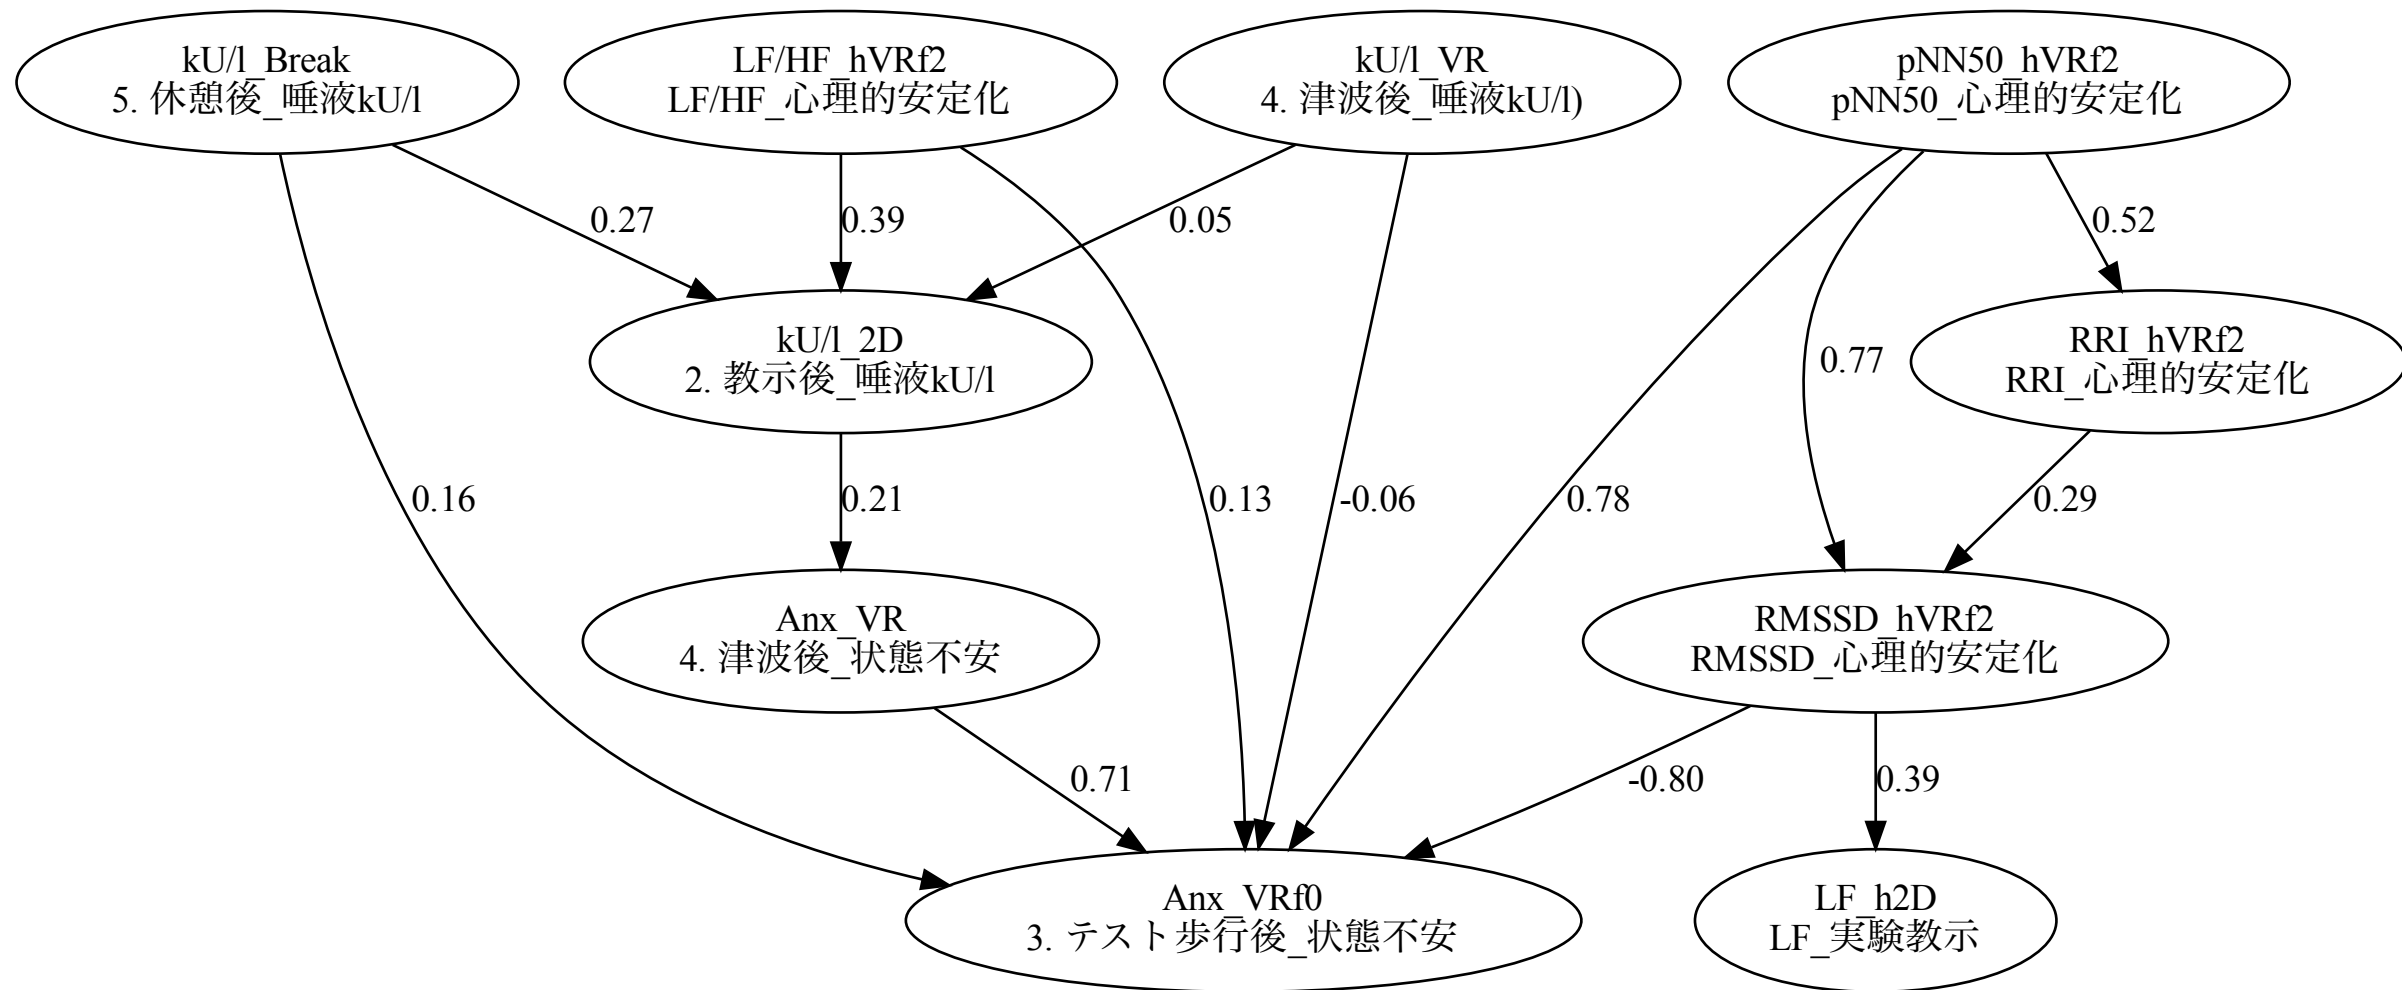 kU/l_Break
5. 休憩後_唾液kU/l
LF/HF_hVRf2
LF/HF_心理的安定化
kU/l_VR
4. 津波後_唾液kU/l)
pNN50_hVRf2
pNN50_心理的安定化
0.27
0.39
0.05
0.52
kU/l_2D
2. 教示後_唾液kU/l
0.77
RRI_hVRf2
RRI_心理的安定化
0.16
0.21
0.13
-0.06
0.78
0.29
Anx_VR
4. 津波後_状態不安
RMSSD_hVRf2
RMSSD_心理的安定化
0.71
-0.80
0.39
Anx_VRf0
3. テスト歩行後_状態不安
LF_h2D
LF_実験教示